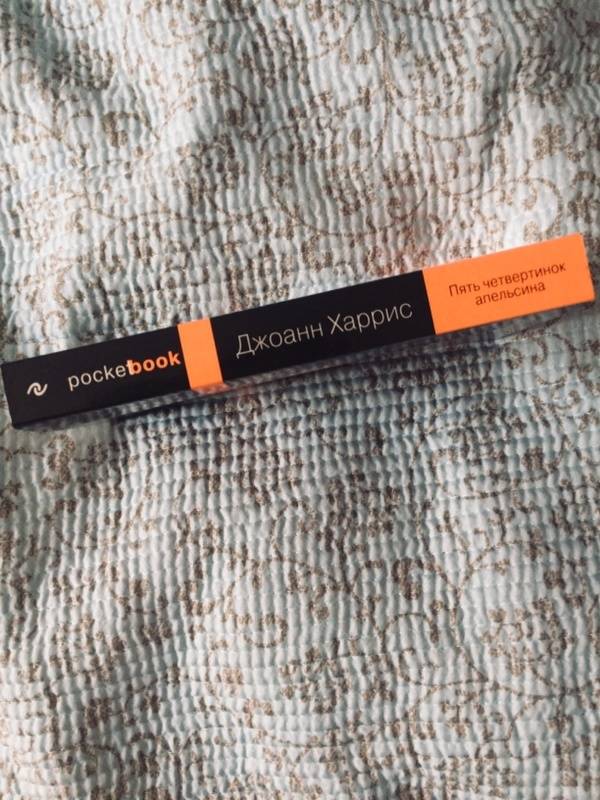 pocketbook
Джоанн Харрис
Пять четвертинок
апельсина